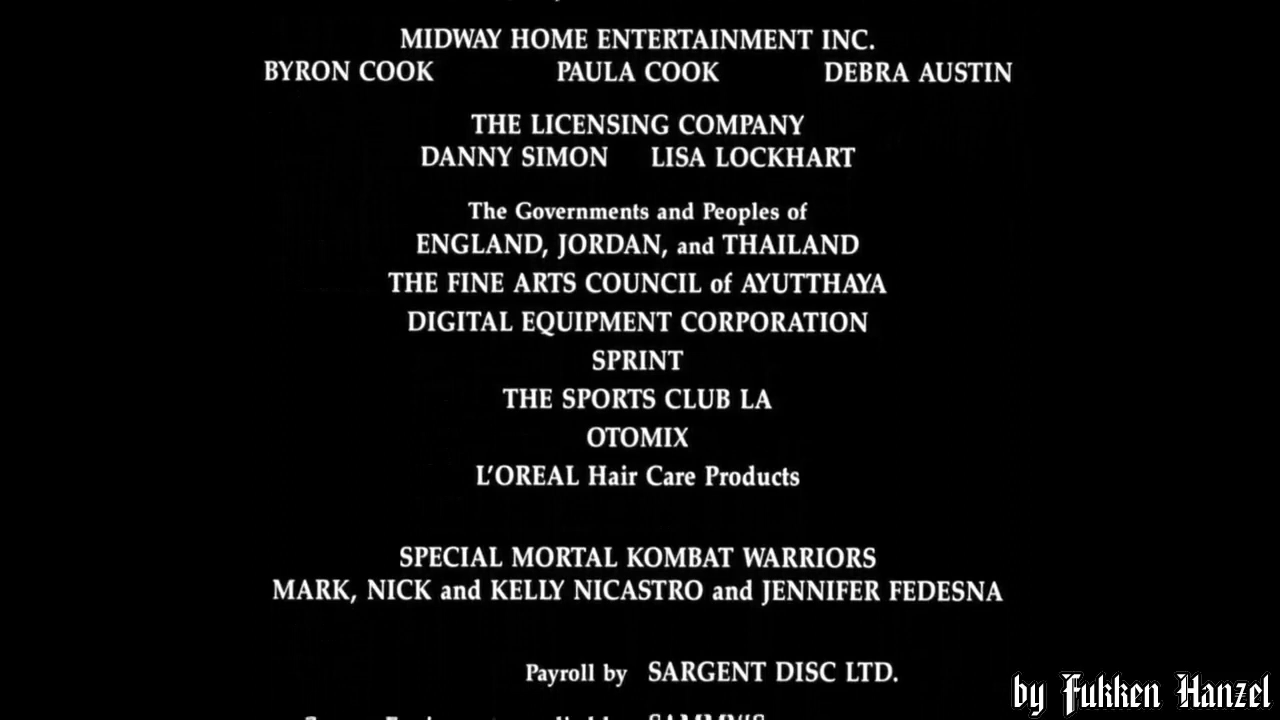 MIDWAY HOME ENTERTAINMENT INC.
BYRON COOK PAULA COOK DEBRA AUSTIN
THE LICENSING COMPANY
DANNY SIMON LISA LOCKHART
The Governments and Peoples of
ENGLAND, JORDAN, and THAILAND
THE FINE ARTS COUNCIL of AYUTTHAYA
DIGITAL EQUIPMENT CORPORATION
SPRINT
THE SPORTS CLUB LA
OTOMIX
L'OREAL Hair Care Products
SPECIAL MORTAL KOMBAT WARRIORS
MARK, NICK and KELLY NICASTRO and JENNIFER FEDESNA
Payroll by SARGENT DISC LTD.
by Fukken Hanzel